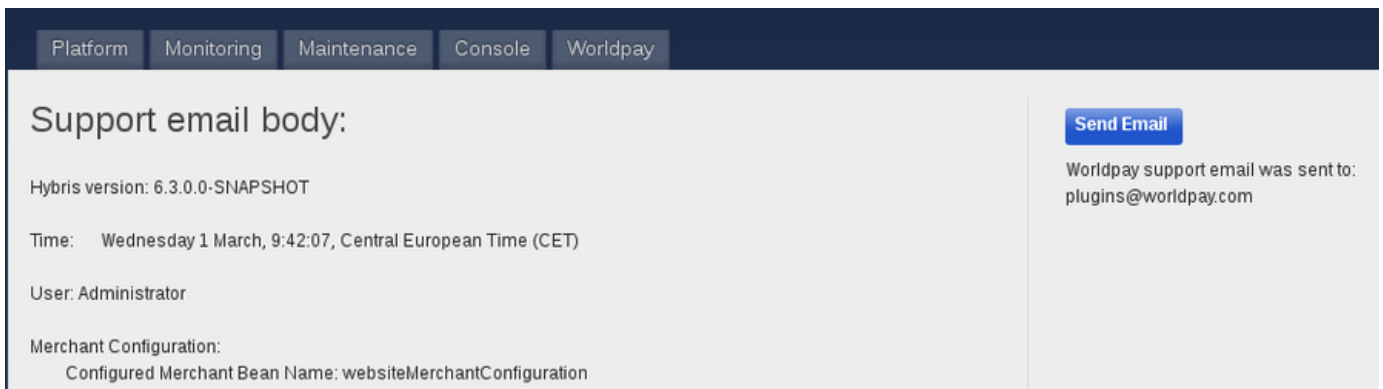 Platform Monitoring Maintenance Console Worldpay
Support email body:
Hybris version: 6.3.0.0-SNAPSHOT
Time: Wednesday 1 March, 9:42:07, Central European Time (CET)
User: Administrator
Merchant Configuration:
Configured Merchant Bean Name: websiteMerchantConfiguration
Send Email
Worldpay support email was sent to:
plugins@worldpay.com